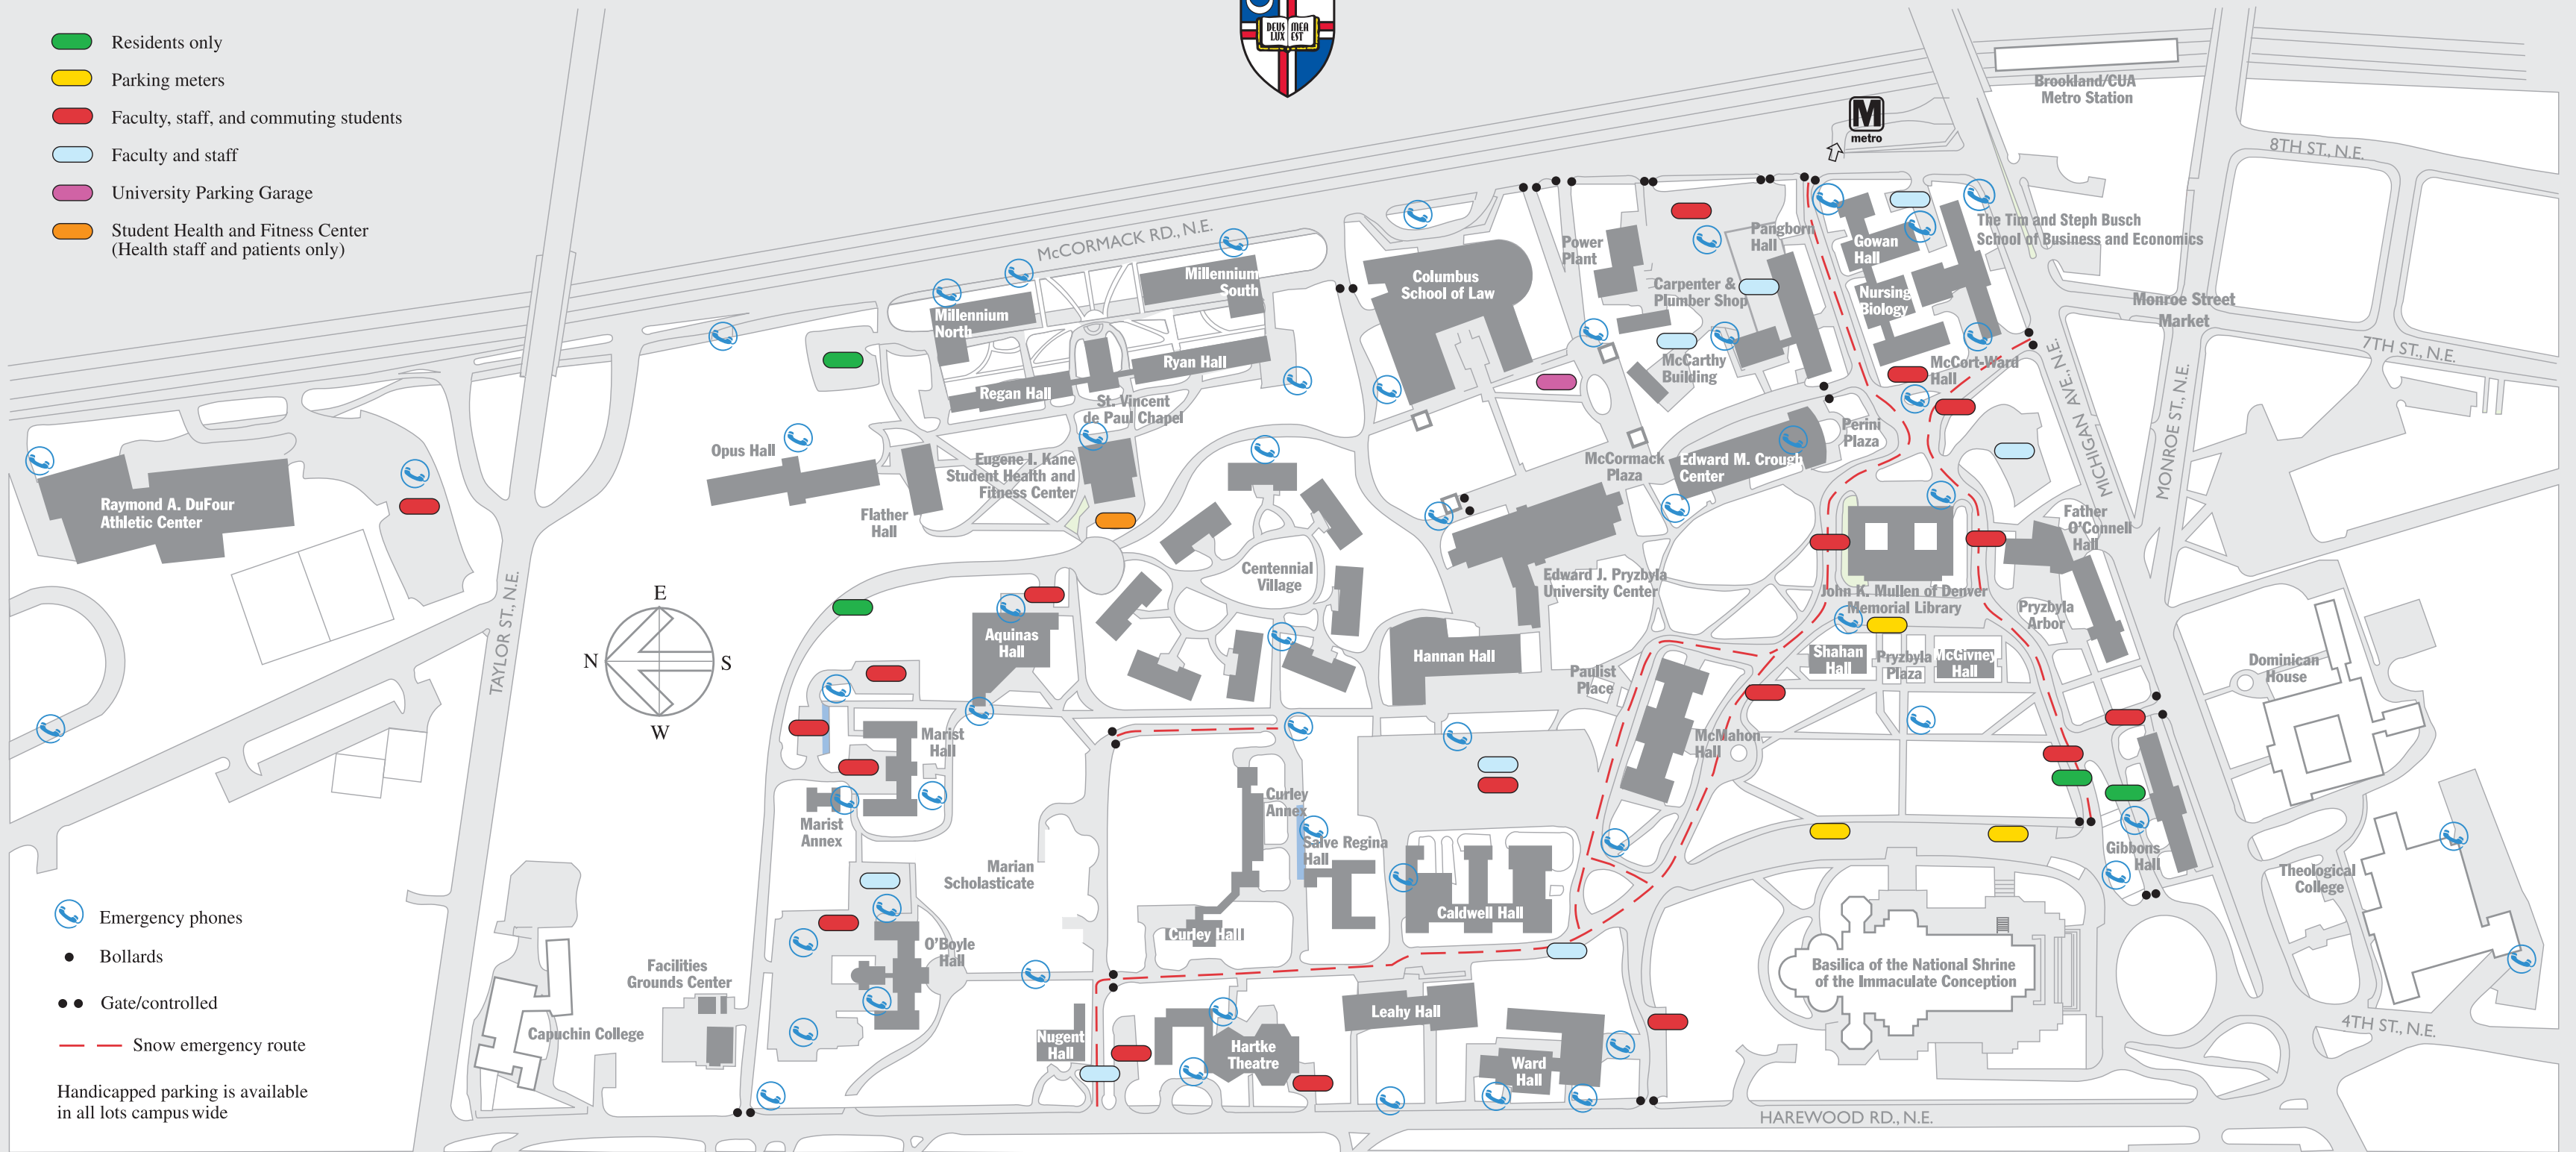 DEUS MEA
LUX EST
Residents only
Parking meters
Faculty, staff, and commuting students
Faculty and staff
University Parking Garage
Student Health and Fitness Center
(Health staff and patients only)
Brookland/CUA
Metro Station
M
metro
8TH ST., N.E.
McCORMACK RD., N.E.
The Tim and Steph Busch
School of Business and Economics
Power
Plant
Pangborn
Hall
Gowan
Hall
Millennium
South
Columbus
School of Law
Carpenter &
Plumber Shop
Nursing
Biology
Monroe Street
Market
Millennium
North
Ryan Hall
Regan Hall
McCarthy
Building
McCort-Ward
Hall
7TH ST., N.E.
MICHIGAN AVE., N.E.
MONROE ST., N.E.
St. Vincent
de Paul Chapel
Opus Hall
Eugene I. Kane
Student Health and
Fitness Center
Perini
Plaza
McCormack
Plaza
Edward M. Crough
Center
Raymond A. DuFour
Athletic Center
Flather
Hall
Father
O'Connell
Hall
Centennial
Village
Edward J. Pryzbyla
University Center
John K. Mullen of Denver
Memorial Library
Pryzbyla
Arbor
TAYLOR ST., N.E.
E
N
S
W
Aquinas
Hall
Hannan Hall
Shahan
Hall
Pryzbyla
Plaza
McGivney
Hall
Dominican
House
Paulist
Place
Marist
Hall
McMahon
Hall
Curley
Annex
Marist
Annex
Salve Regina
Hall
Gibbons
Hall
Marian
Scholasticate
Theological
College
Caldwell Hall
Curley Hall
Emergency phones
Bollards
Gate/controlled
Snow emergency route
Handicapped parking is available
in all lots campus wide
O'Boyle
Hall
Facilities
Grounds Center
Basilica of the National Shrine
of the Immaculate Conception
Leahy Hall
Capuchin College
Nugent
Hall
Hartke
Theatre
Ward
Hall
4TH ST., N.E.
HAREWOOD RD., N.E.